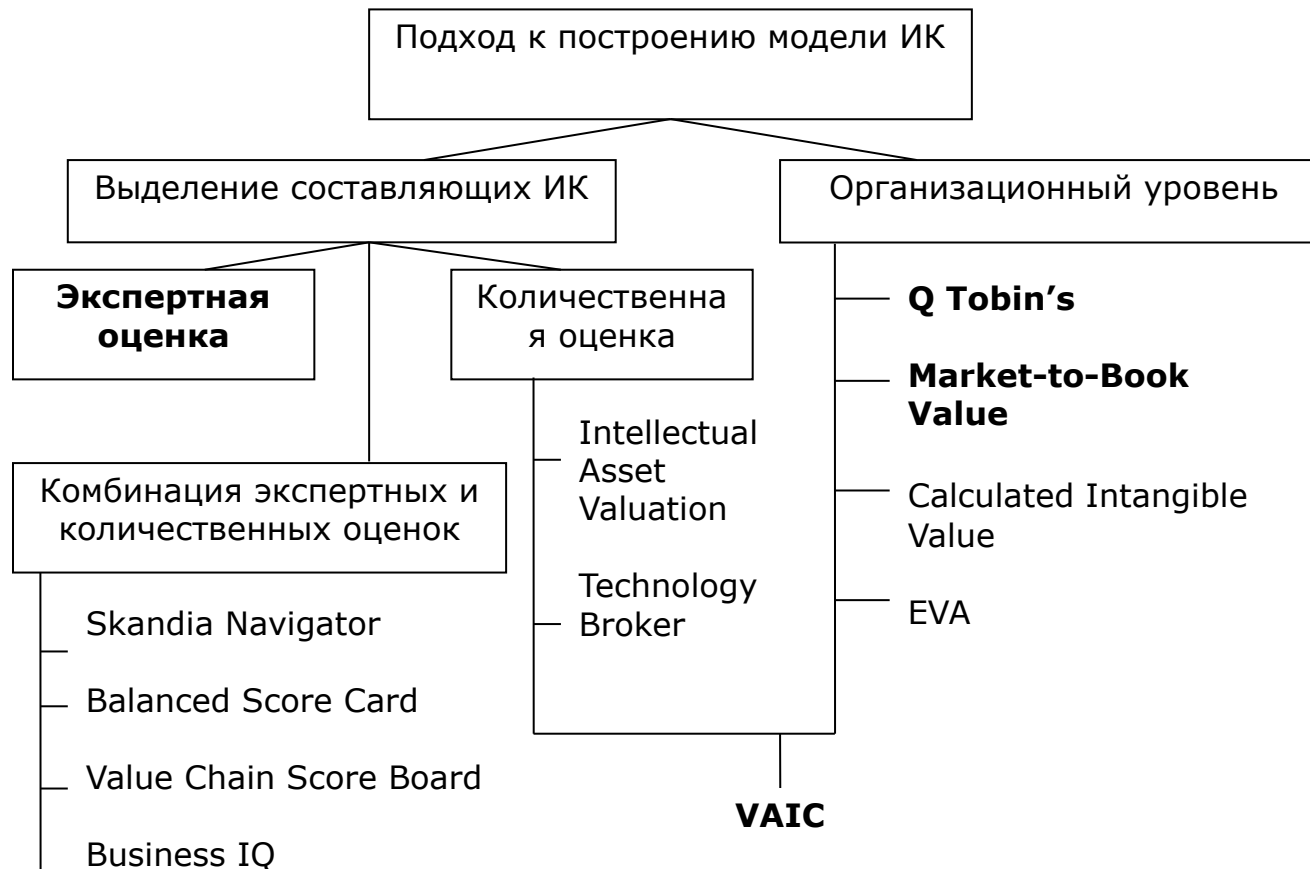 Подход к построению модели ИК
Выделение составляющих ИК
Организационный уровень
Экспертная
оценка
Количественна
я оценка
Q Tobin’s
Market-to-Book
Value
Calculated Intangible
Value
EVA
Intellectual
Asset
Valuation
Technology
Broker
Комбинация экспертных и
количественных оценок
Skandia Navigator
Balanced Score Card
Value Chain Score Board
Business IQ
VAIC